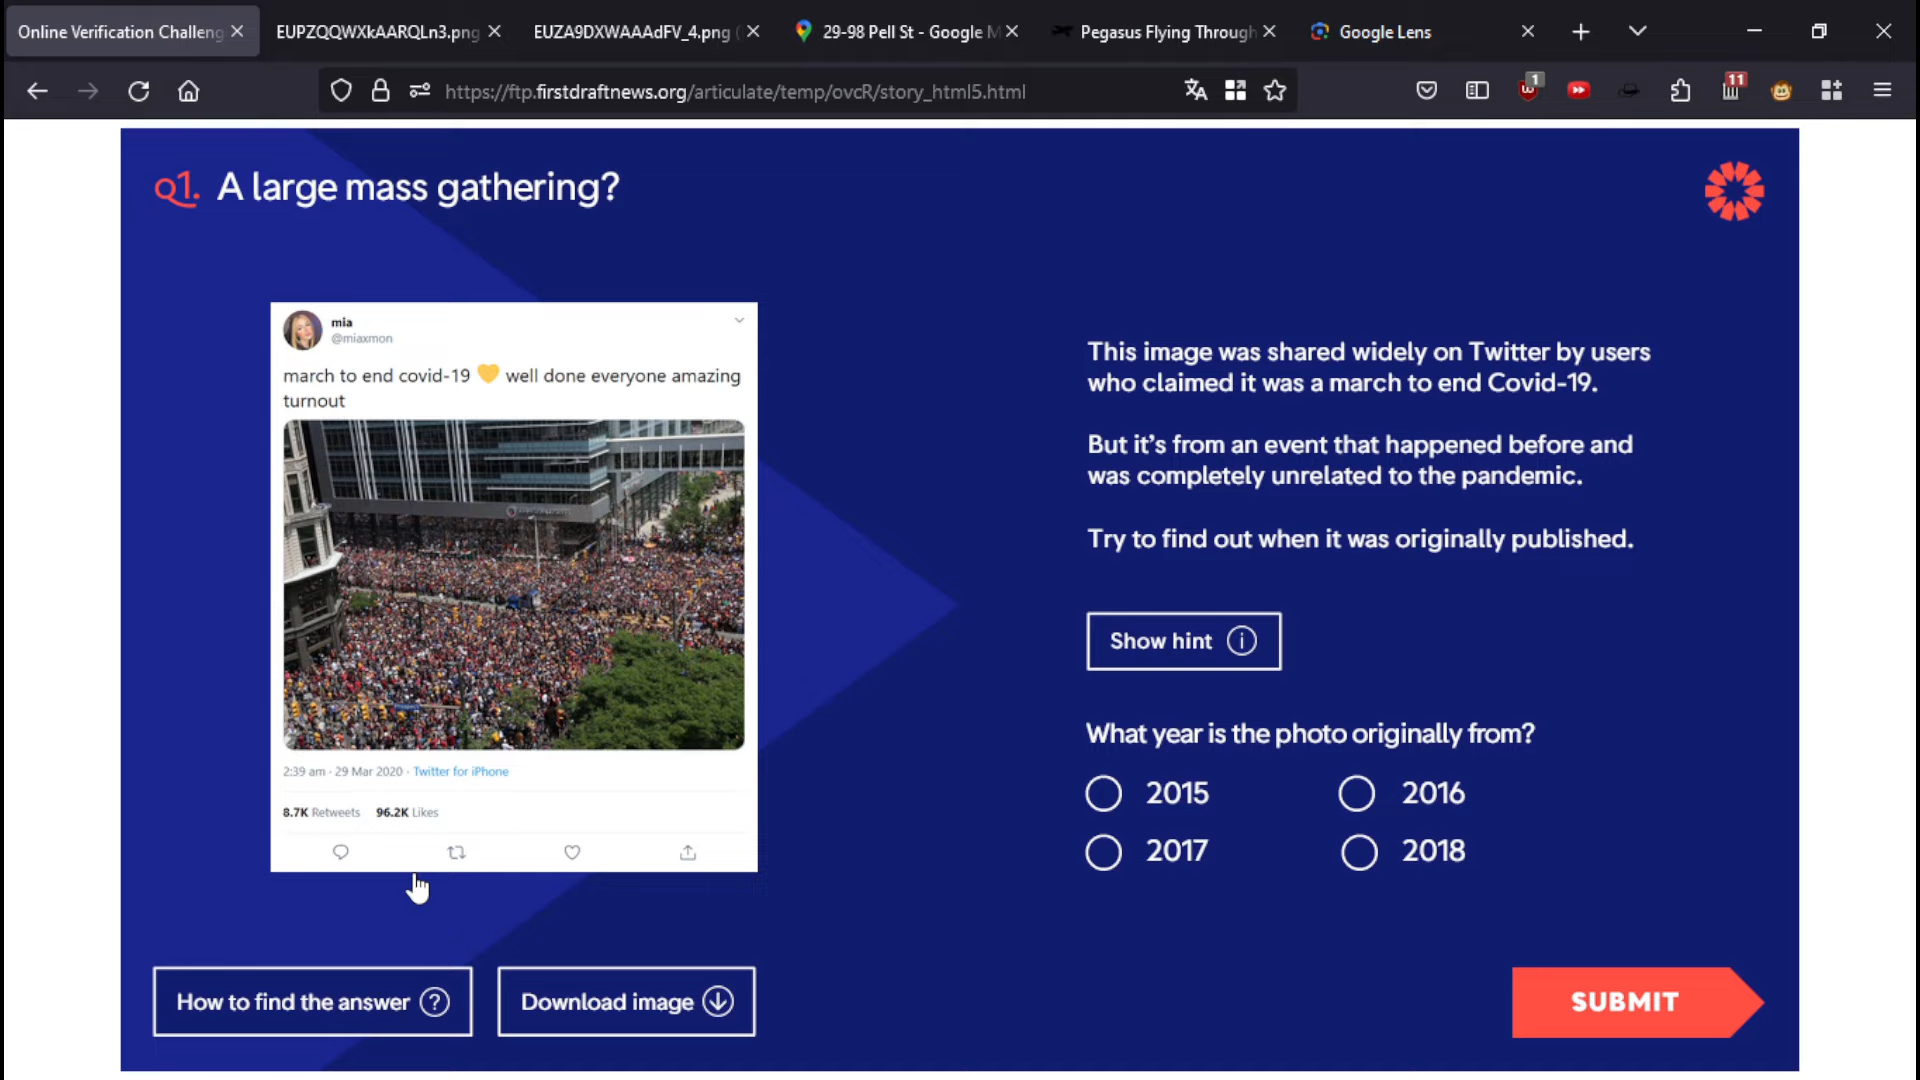 Online Verification Challeng
EUPZQQWXkAARQLn3.png
EUZA9DXWAAAdFV_4.png (
29-98 Pell St - Google M
Pegasus Flying Through
Google Lens
https://ftp.firstdraftnews.org/articulate/temp/ovcR/story_html5.html
1
11
Q1. A large mass gathering?
mia
@miaxmon
march to end covid-19 💛 well done everyone amazing
turnout
2:39 am · 29 Mar 2020 · Twitter for iPhone
8.7K Retweets 96.2K Likes
This image was shared widely on Twitter by users
who claimed it was a march to end Covid-19.
But it's from an event that happened before and
was completely unrelated to the pandemic.
Try to find out when it was originally published.
Show hint
What year is the photo originally from?
2015 2016
2017 2018
How to find the answer
Download image
SUBMIT